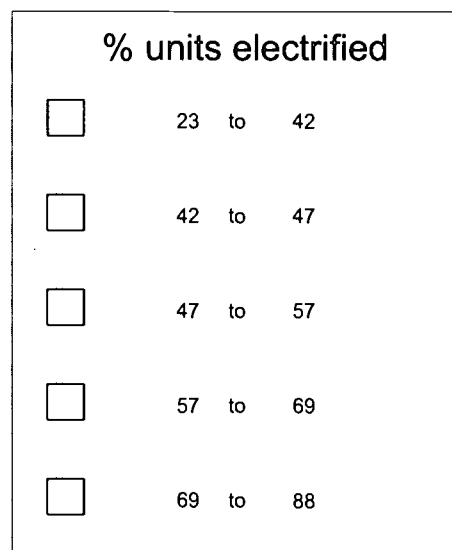 % units electrified
23 to 42
42 to 47
47 to 57
57 to 69
69 to 88